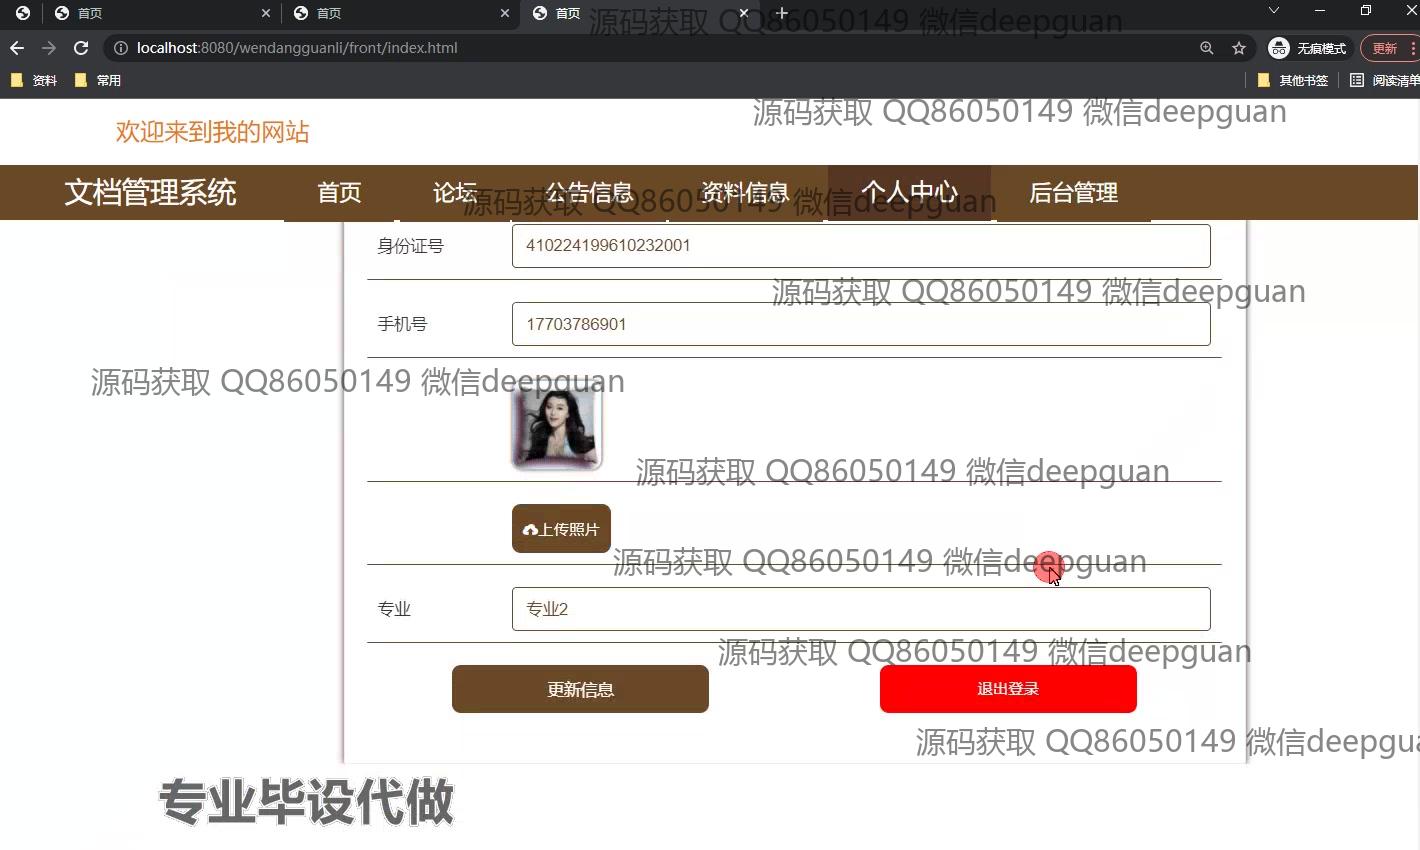 首页
首页
首页
源码获取 QQ86050149 微信deepguan
localhost:8080/wendangguanli/front/index.html
无痕模式
更新
资料
常用
其他书签
阅读清单
源码获取 QQ86050149 微信deepguan
欢迎来到我的网站
文档管理系统
首页
论坛
公告信息
资料信息
个人中心
后台管理
源码获取 QQ86050149 微信deepguan
身份证号
410224199610232001
源码获取 QQ86050149 微信deepguan
手机号
17703786901
源码获取 QQ86050149 微信deepguan
源码获取 QQ86050149 微信deepguan
上传照片
源码获取 QQ86050149 微信deepguan
专业
专业2
源码获取 QQ86050149 微信deepguan
更新信息
退出登录
源码获取 QQ86050149 微信deepgua
专业毕设代做